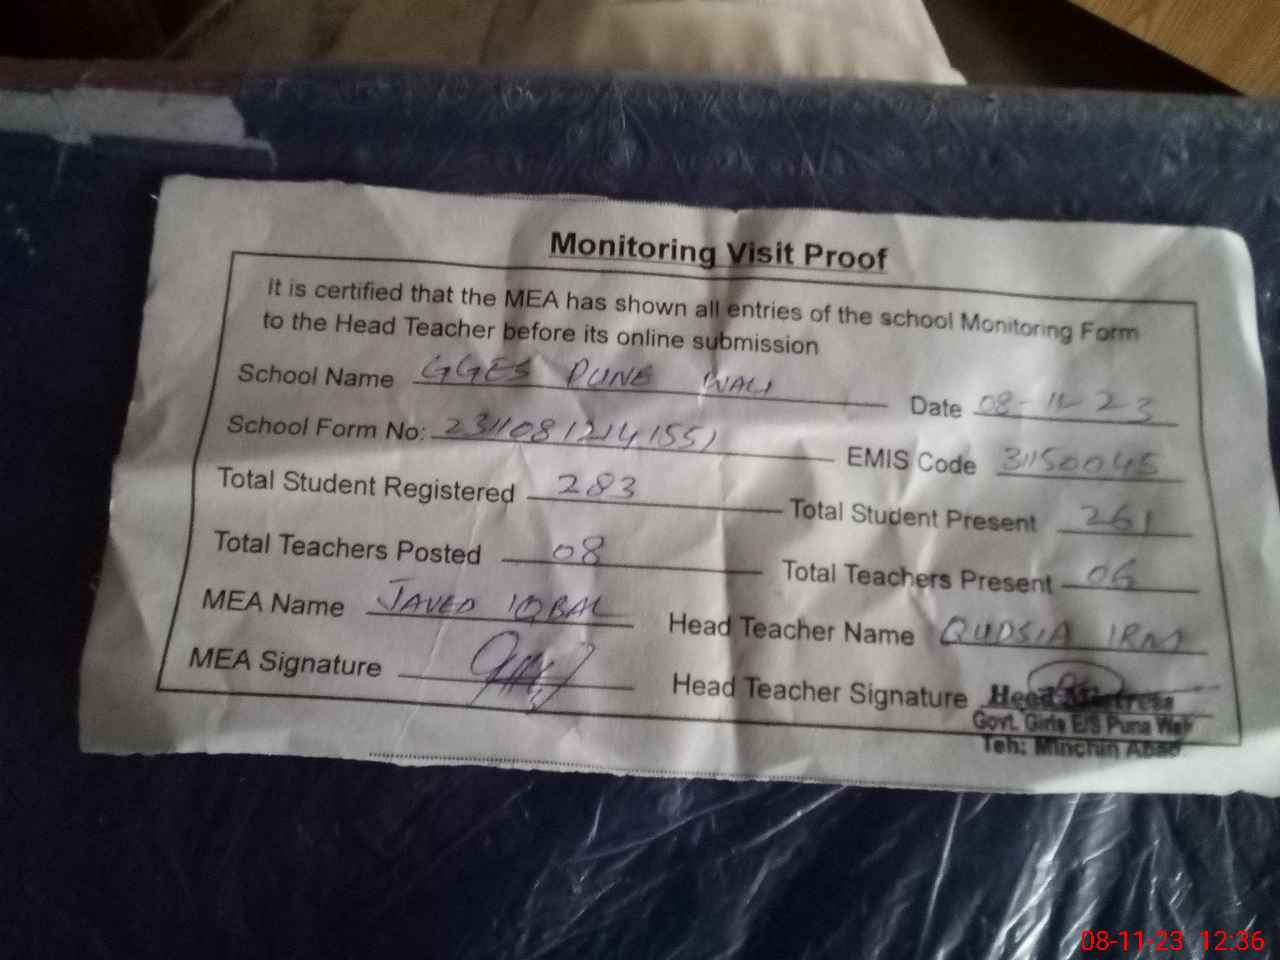 Monitoring Visit Proof
It is certified that the MEA has shown all entries of the school Monitoring Form
to the Head Teacher before its online submission
School Name GGES PUNE WALI Date 08-11-23
School Form No: 2311081214155 EMIS Code 31150045
Total Student Registered 283 Total Student Present 261
Total Teachers Posted 08 Total Teachers Present 06
MEA Name JAVED IQBAL Head Teacher Name QUDSIA IRM
MEA Signature Head Teacher Signature Head Mistress
Govt. Girls E/S Puna Wali
Teh: Minchin Abad
08-11-23 12:36